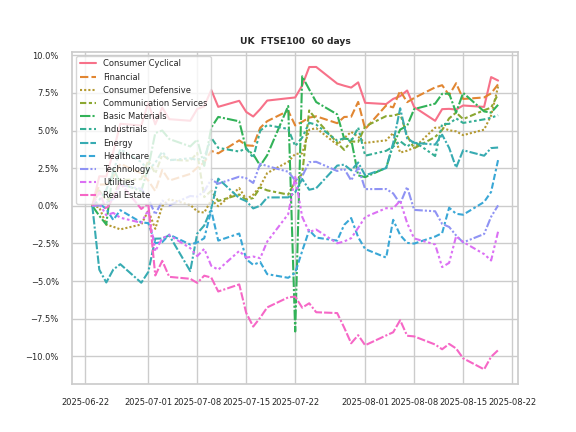 UK FTSE100 60 days
10.0%
7.5%
5.0%
2.5%
0.0%
−2.5%
−5.0%
−7.5%
−10.0%
Consumer Cyclical
Financial
Consumer Defensive
Communication Services
Basic Materials
Industrials
Energy
Healthcare
Technology
Utilities
Real Estate
2025-06-22 2025-07-01 2025-07-08 2025-07-15 2025-07-22 2025-08-01 2025-08-08 2025-08-15 2025-08-22